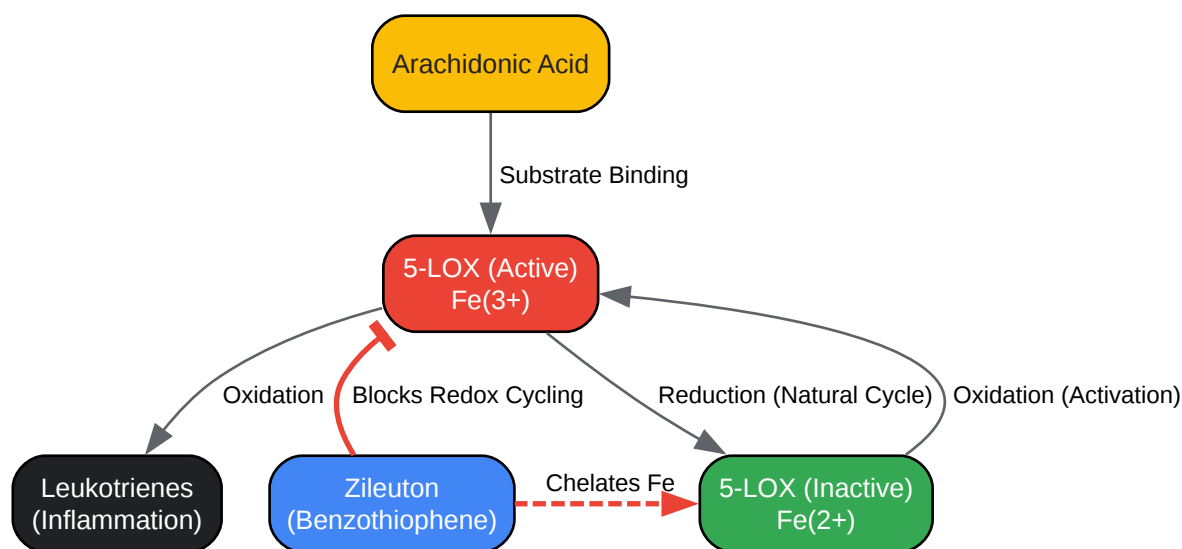 Arachidonic Acid
Substrate Binding
5-LOX (Active)
Fe(3+)
Oxidation
Blocks Redox Cycling
Reduction (Natural Cycle)
Oxidation (Activation)
Leukotrienes
(Inflammation)
Zileuton
(Benzothiophene)
Chelates Fe
5-LOX (Inactive)
Fe(2+)